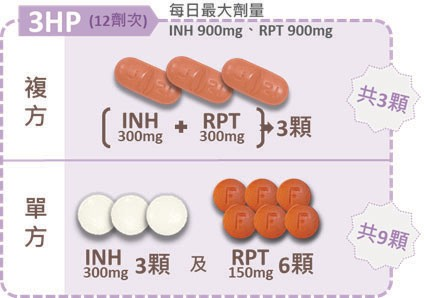 3HP (12劑次)
每日最大劑量
INH 900mg、RPT 900mg
複方
INH 300mg + RPT 300mg → 3顆
共3顆
單方
F F F
F F F
INH 300mg 3顆 及 RPT 150mg 6顆
共9顆